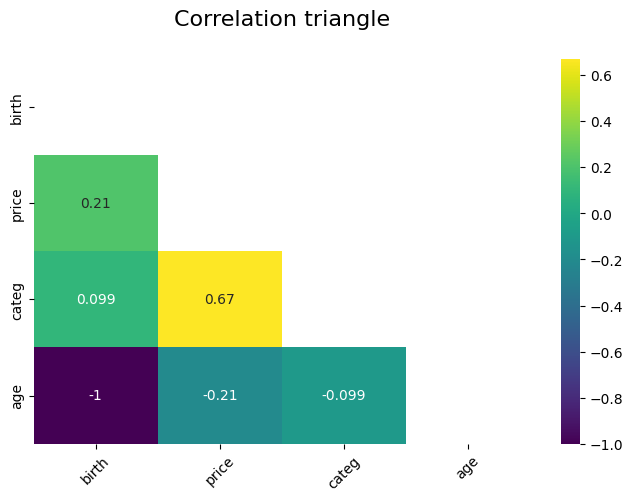 Correlation triangle
birth
price
categ
age
0.21
0.099 0.67
-1 -0.21 -0.099
birth price categ age
0.6
0.4
0.2
0.0
−0.2
−0.4
−0.6
−0.8
−1.0